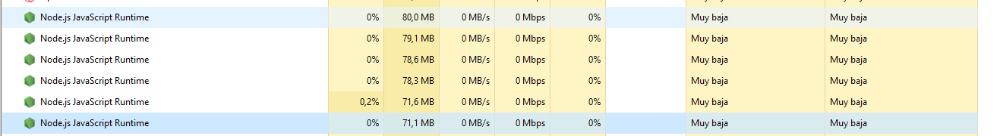 Node.js JavaScript Runtime 0% 80,0 MB 0 MB/s 0 Mbps 0% Muy baja Muy baja
Node.js JavaScript Runtime 0% 79,1 MB 0 MB/s 0 Mbps 0% Muy baja Muy baja
Node.js JavaScript Runtime 0% 78,6 MB 0 MB/s 0 Mbps 0% Muy baja Muy baja
Node.js JavaScript Runtime 0% 78,3 MB 0 MB/s 0 Mbps 0% Muy baja Muy baja
Node.js JavaScript Runtime 0,2% 71,6 MB 0 MB/s 0 Mbps 0% Muy baja Muy baja
Node.js JavaScript Runtime 0% 71,1 MB 0 MB/s 0 Mbps 0% Muy baja Muy baja